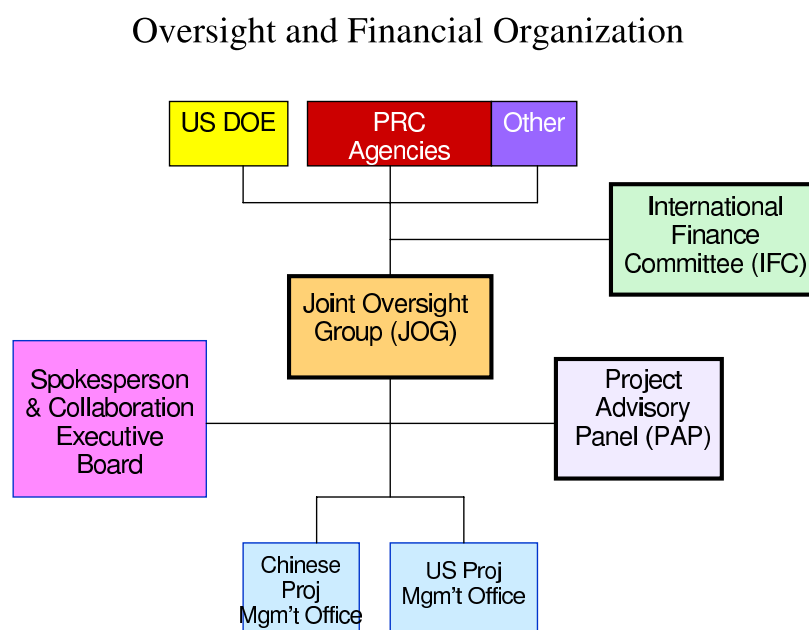 Oversight and Financial Organization
US DOE
PRC
Agencies
Other
International
Finance
Committee (IFC)
Joint Oversight
Group (JOG)
Spokesperson
& Collaboration
Executive
Board
Project
Advisory
Panel (PAP)
Chinese
Proj
Mgm't Office
US Proj
Mgm't Office